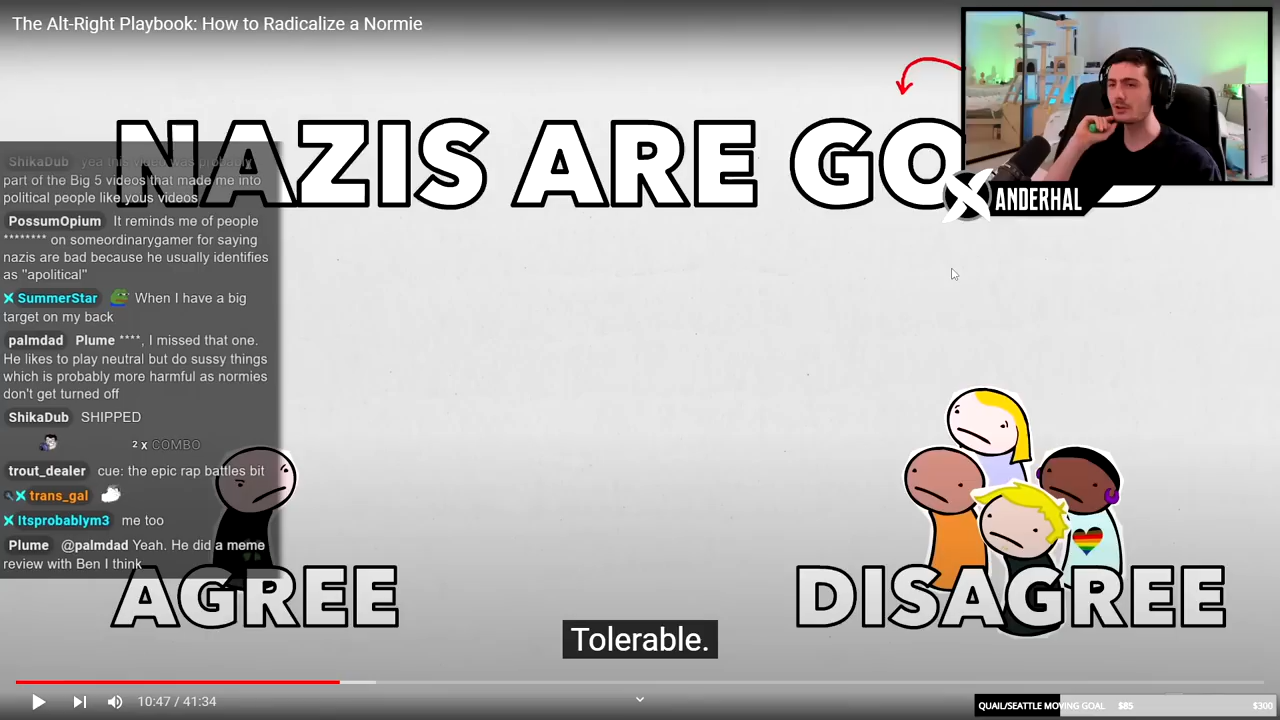 The Alt-Right Playbook: How to Radicalize a Normie
NAZIS ARE GO
ANDERHAL
ShikaDub yea this video was probably
part of the Big 5 videos that made me into
political people like yous videos
PossumOpium It reminds me of people
******** on someordinarygamer for saying
nazis are bad because he usually identifies
as "apolitical"
SummerStar When I have a big
target on my back
palmdad Plume ****, I missed that one.
He likes to play neutral but do sussy things
which is probably more harmful as normies
don't get turned off
ShikaDub SHIPPED
2 x COMBO
trout_dealer cue: the epic rap battles bit
trans_gal
Itsprobablym3 me too
Plume @palmdad Yeah. He did a meme
review with Ben I think
AGREE
DISAGREE
Tolerable.
10:47 / 41:34
QUAIL/SEATTLE MOVING GOAL $85 $300